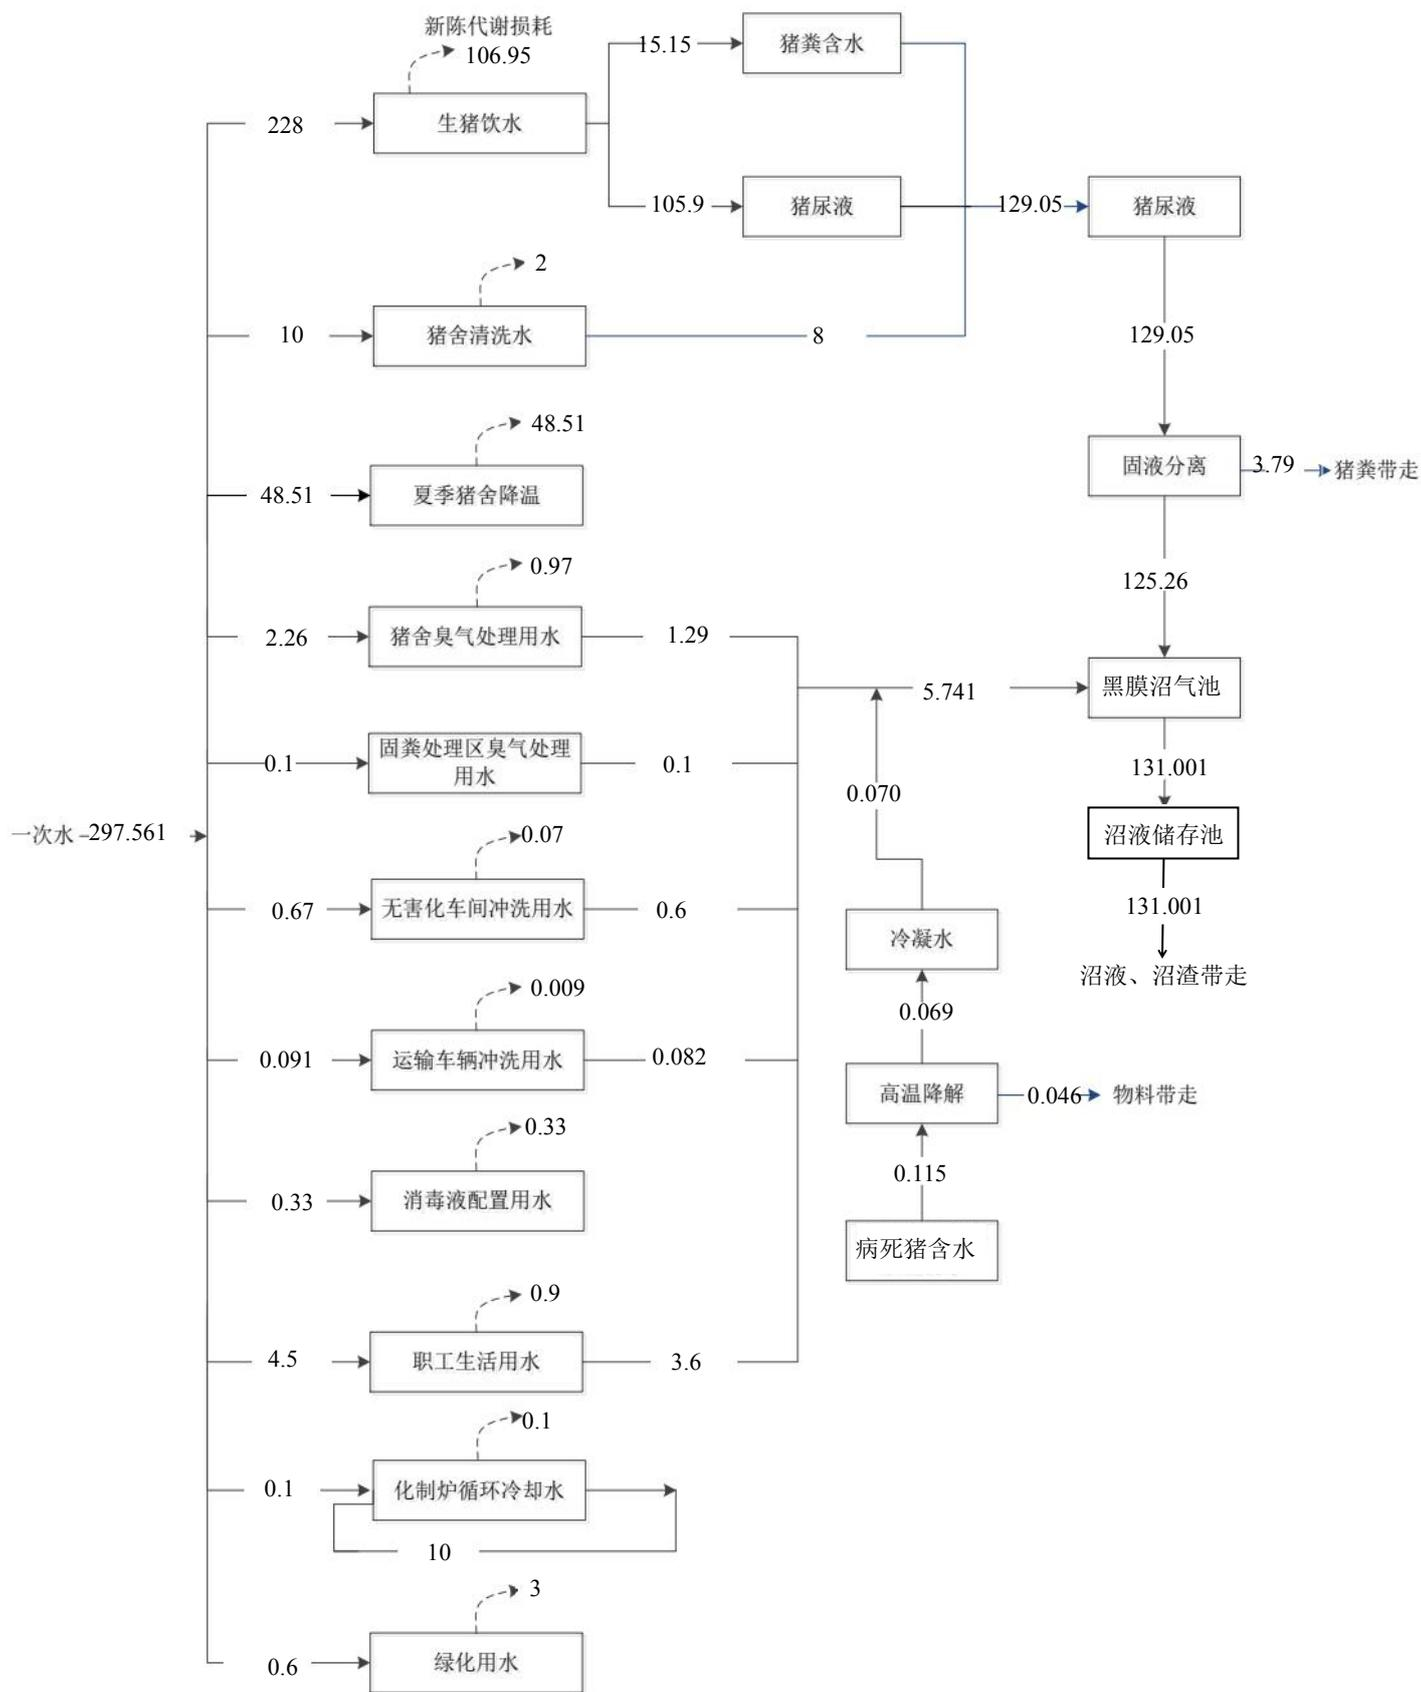 新陈代谢损耗
106.95
15.15
猪粪含水
228
生猪饮水
105.9
猪尿液
129.05
猪尿液
2
10
猪舍清洗水
8
129.05
48.51
48.51
夏季猪舍降温
固液分离
3.79
猪粪带走
0.97
125.26
2.26
猪舍臭气处理用水
1.29
5.741
黑膜沼气池
0.1
固粪处理区臭气处理
用水
0.1
0.070
131.001
一次水
297.561
0.07
沼液储存池
0.67
无害化车间冲洗用水
0.6
131.001
冷凝水
沼液、沼渣带走
0.009
0.069
0.091
运输车辆冲洗用水
0.082
高温降解
0.046
物料带走
0.33
0.115
0.33
消毒液配置用水
病死猪含水
0.9
4.5
职工生活用水
3.6
0.1
0.1
化制炉循环冷却水
10
3
0.6
绿化用水